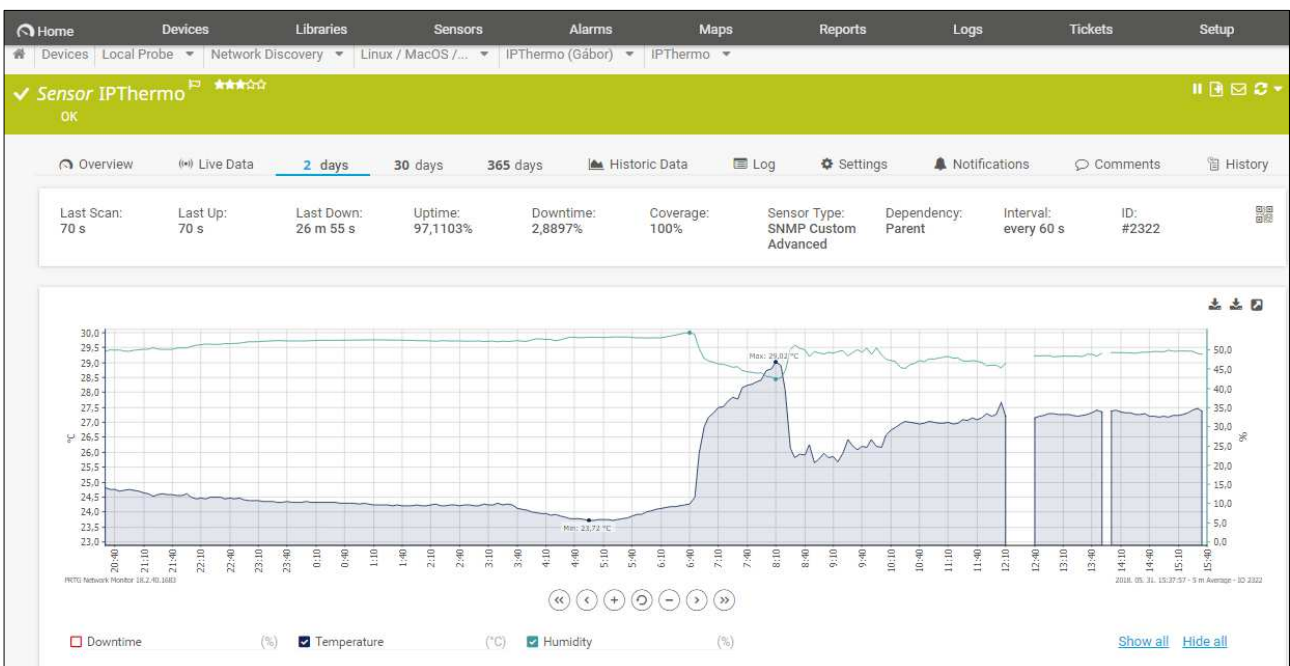 Home Devices Libraries Sensors Alarms Maps Reports Logs Tickets Setup
Devices Local Probe Network Discovery Linux / MacOS /... IPThermo (Gábor) IPThermo
Sensor IPThermo
OK
Overview Live Data 2 days 30 days 365 days Historic Data Log Settings Notifications Comments History
Last Scan: Last Up: Last Down: Uptime: Downtime: Coverage: Sensor Type: Dependency: Interval: ID:
70 s 70 s 26 m 55 s 97,1103% 2,8897% 100% SNMP Custom Parent every 60 s #2322
Advanced
30.0
29.5
29.0
28.5
28.0
27.5
27.0
26.5
26.0
25.5
25.0
24.5
24.0
23.5
23.0
°C
Max: 29,02 °C
Min: 23,72 °C
50,0
45,0
40,0
35,0
30,0
25,0
20,0
15,0
10,0
5,0
0,0
%
20:40 21:10 21:40 22:10 22:40 23:10 23:40 0:10 0:40 1:10 1:40 2:10 2:40 3:10 3:40 4:10 4:40 5:10 5:40 6:10 6:40 7:10 7:40 8:10 8:40 9:10 9:40 10:10 10:40 11:10 11:40 12:10 12:40 13:10 13:40 14:10 14:40 15:10 15:40
PRTG Network Monitor 18.2.40.1683 2018. 05. 31. 15:37:57 - 5 m Average - ID 2322
Downtime (%) Temperature (°C) Humidity (%) Show all Hide all